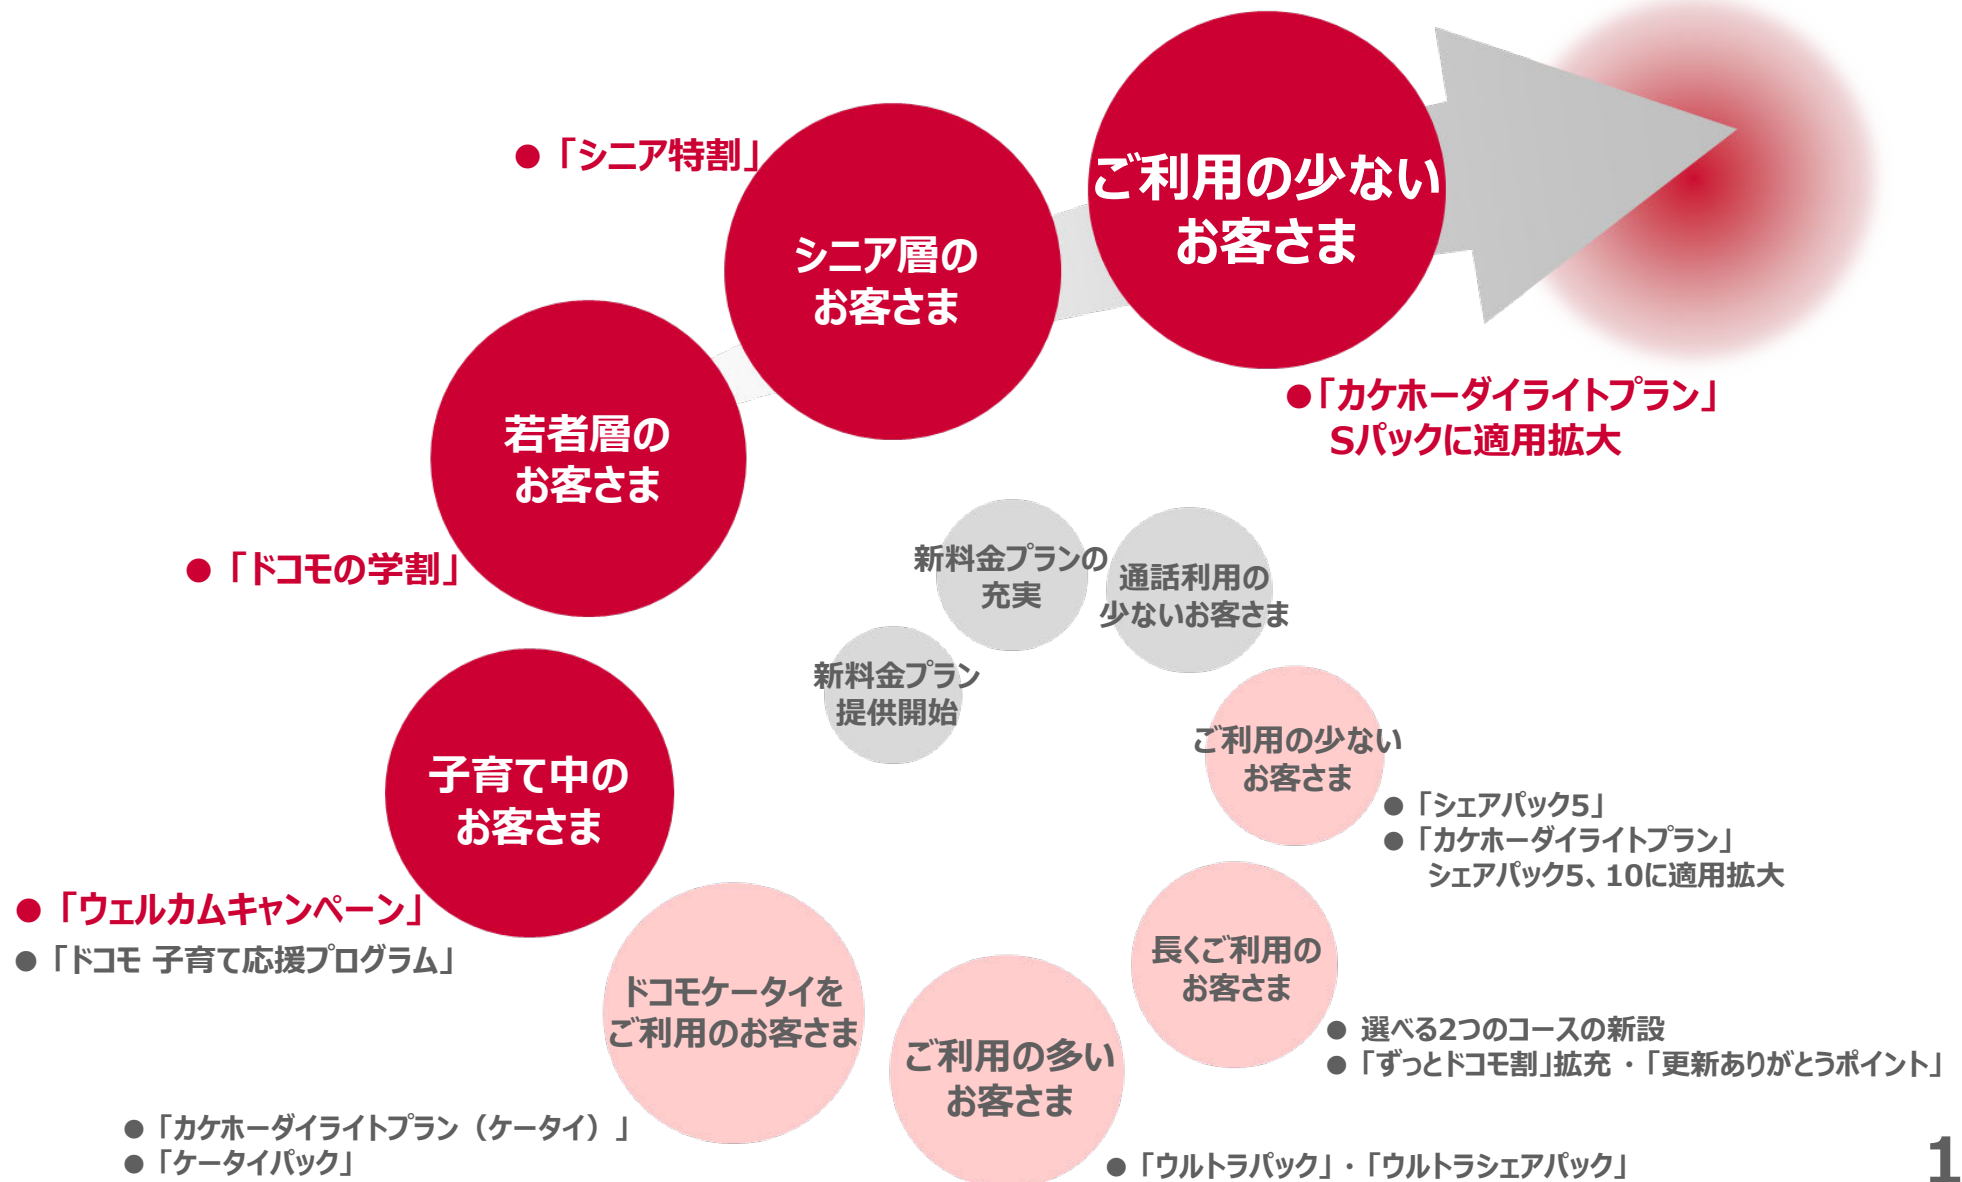 ご利用の少ない
お客さま
●「シニア特割」
シニア層の
お客さま
●「カケホーダイライトプラン」
Sパックに適用拡大
若者層の
お客さま
●「ドコモの学割」
新料金プランの
充実
通話利用の
少ないお客さま
新料金プラン
提供開始
ご利用の少ない
お客さま
●「シェアパック5」
●「カケホーダイライトプラン」
シェアパック5、10に適用拡大
子育て中の
お客さま
●「ウェルカムキャンペーン」
●「ドコモ 子育て応援プログラム」
長くご利用の
お客さま
● 選べる2つのコースの新設
●「ずっとドコモ割」拡充・「更新ありがとうポイント」
ドコモケータイを
ご利用のお客さま
ご利用の多い
お客さま
●「カケホーダイライトプラン（ケータイ）」
●「ケータイパック」
●「ウルトラパック」・「ウルトラシェアパック」
1